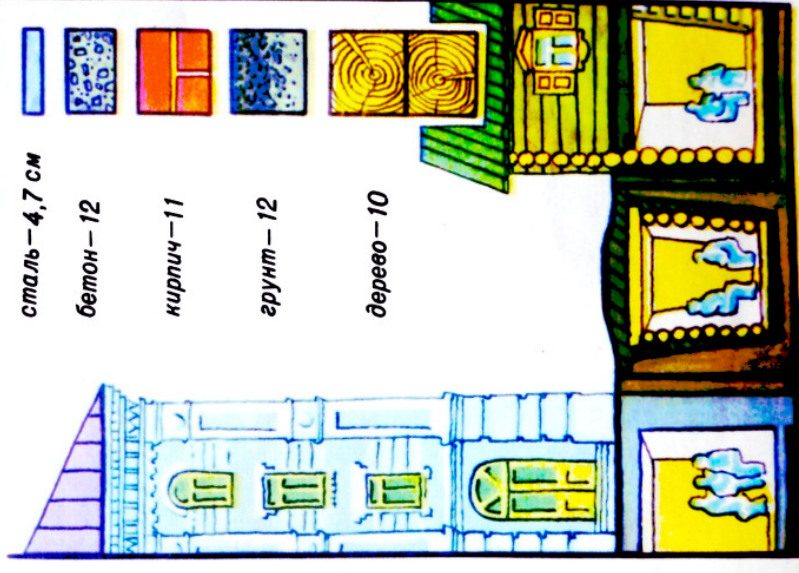 сталь–4,7 см
бетон–12
кирпич–11
грунт–12
дерево–10